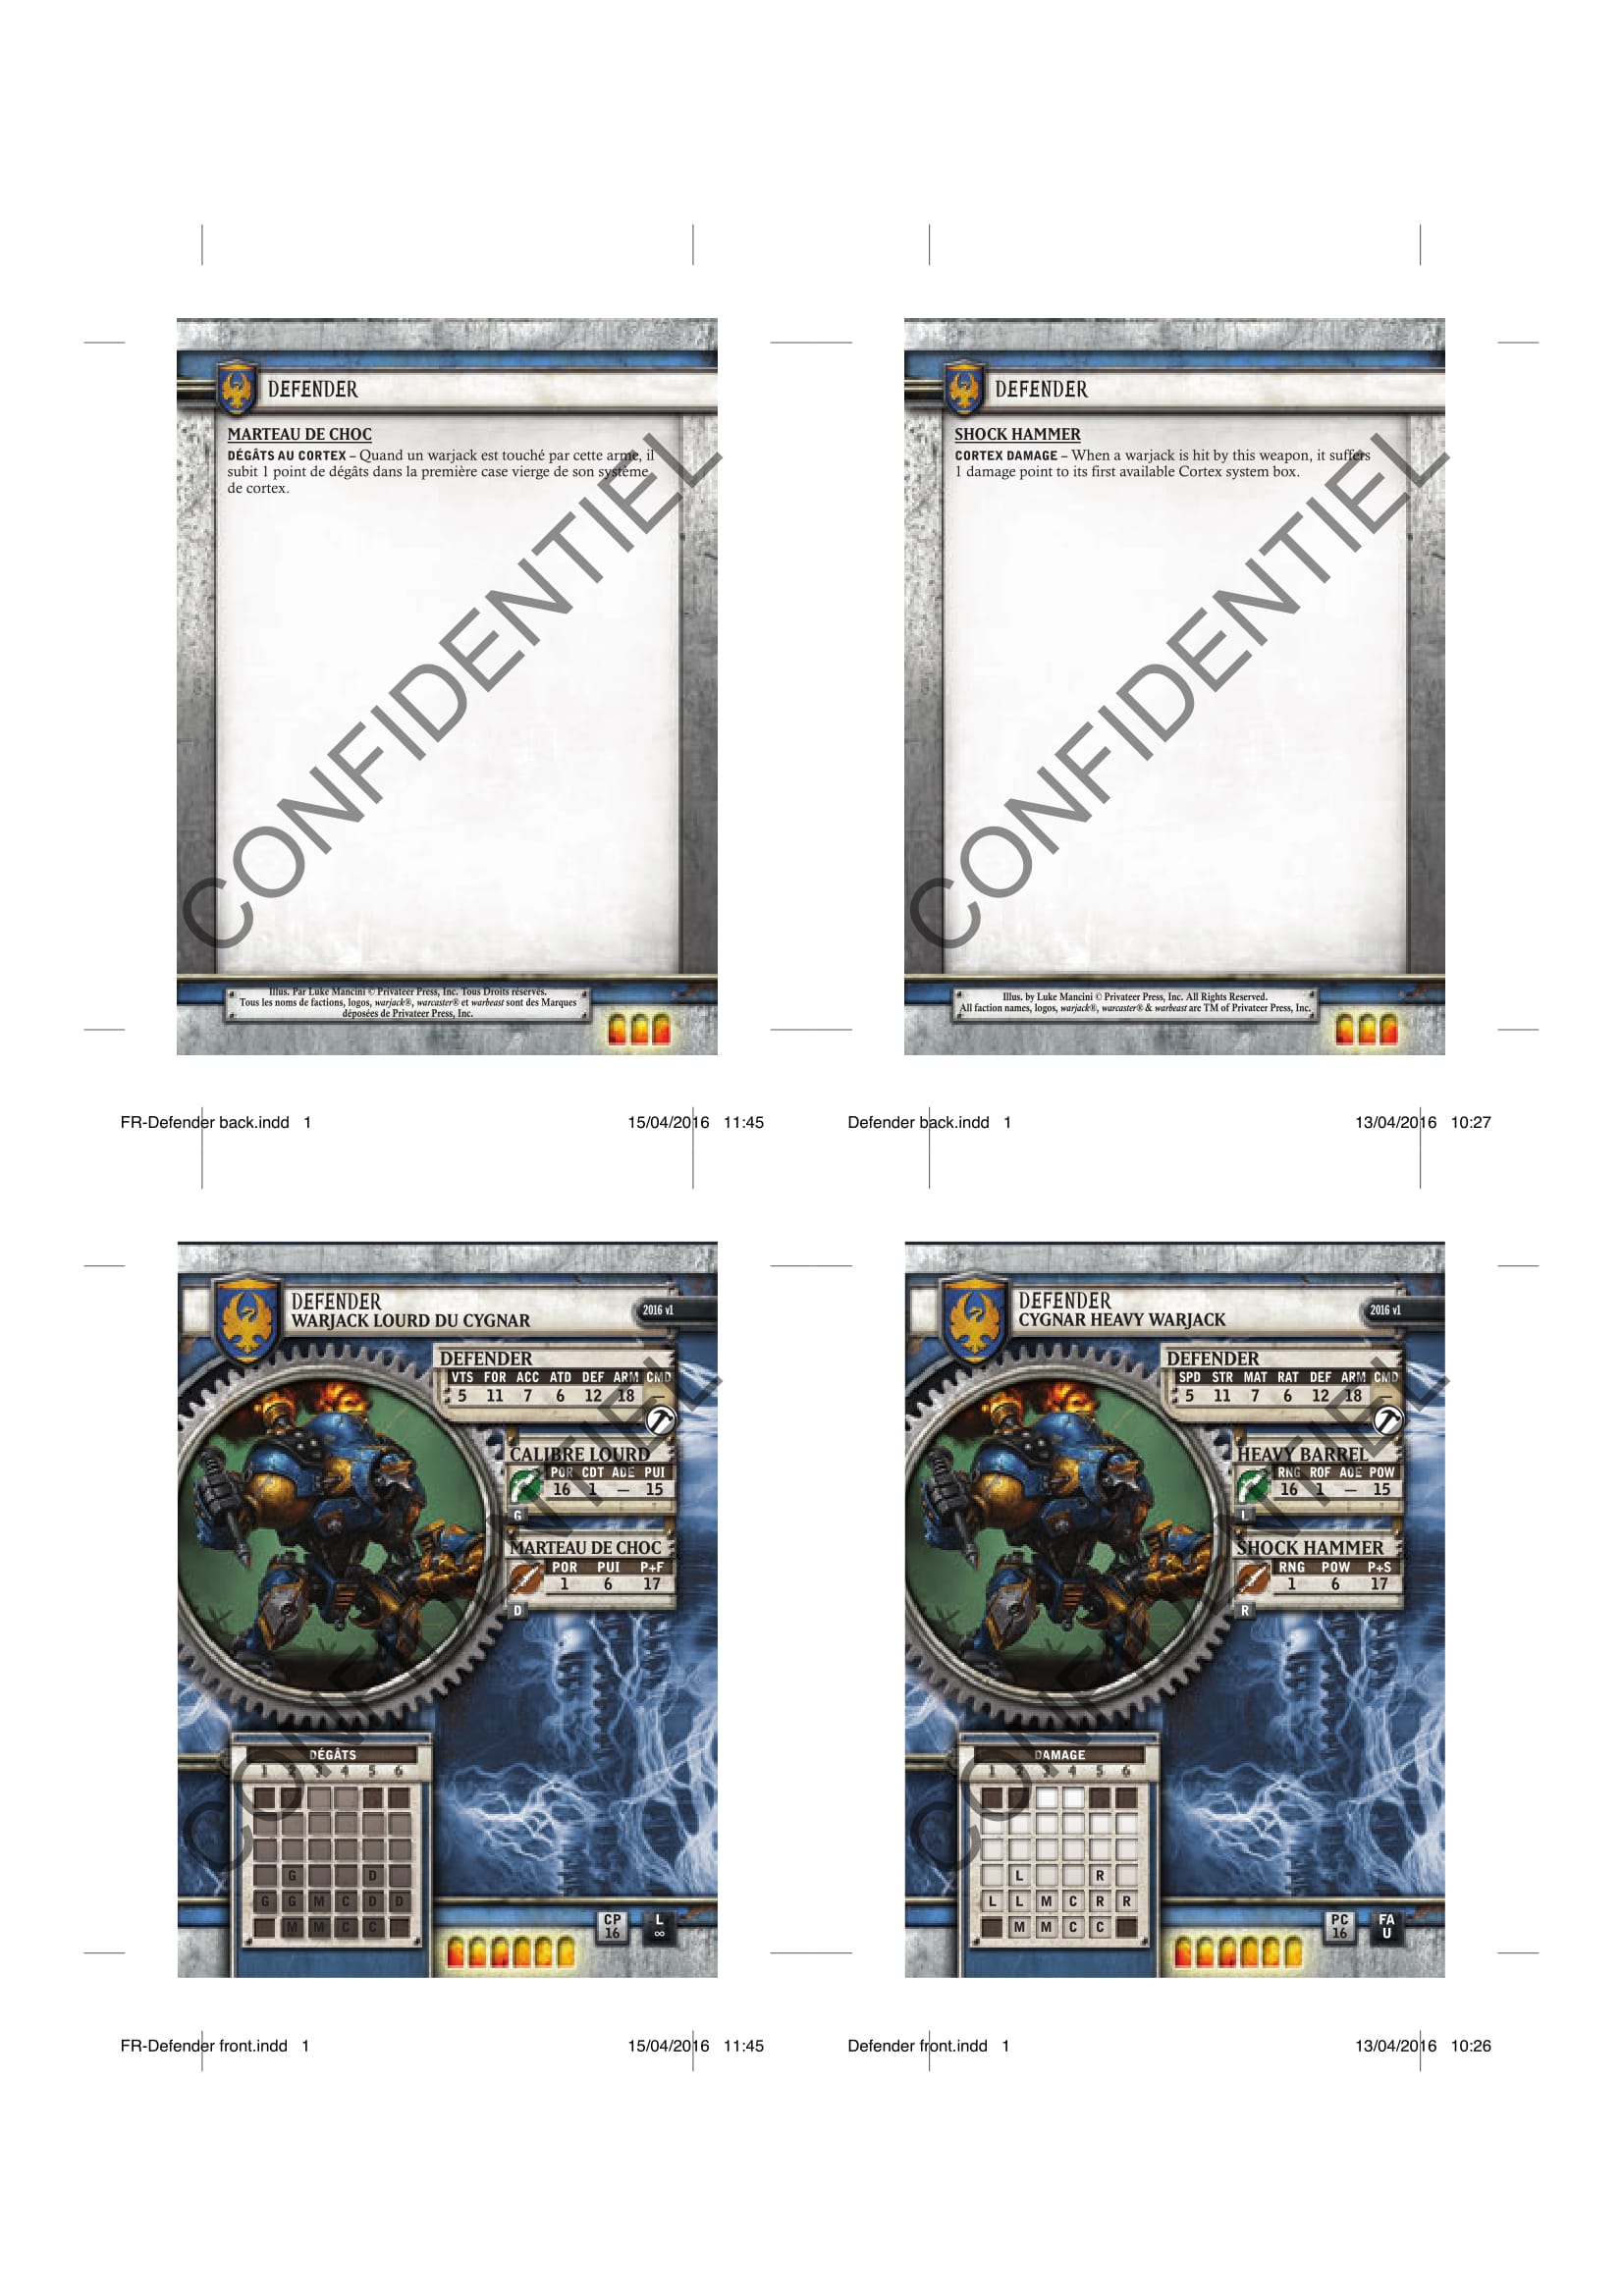 DEFENDER
MARTEAU DE CHOC
DÉGÂTS AU CORTEX – Quand un warjack est touché par cette arme, il
subit 1 point de dégâts dans la première case vierge de son système
de cortex.
CONFIDENTIEL
Illus. Par Luke Mancini © Privateer Press, Inc. Tous Droits réservés.
Tous les noms de factions, logos, warjack®, warcaster® et warbeast sont des Marques
déposées de Privateer Press, Inc.
FR-Defender back.indd 1
15/04/2016 11:45
DEFENDER
SHOCK HAMMER
CORTEX DAMAGE – When a warjack is hit by this weapon, it suffers
1 damage point to its first available Cortex system box.
CONFIDENTIEL
Illus. by Luke Mancini © Privateer Press, Inc. All Rights Reserved.
All faction names, logos, warjack®, warcaster® & warbeast are TM of Privateer Press, Inc.
Defender back.indd 1
13/04/2016 10:27
DEFENDER
WARJACK LOURD DU CYGNAR
2016 v1
DEFENDER
VTS FOR ACC ATD DEF ARM CMD
5 11 7 6 12 18 —
CALIBRE LOURD
POR CDT ADE PUI
16 1 — 15
G
MARTEAU DE CHOC
POR PUI P+F
1 6 17
D
CONFIDENTIEL
DÉGÂTS
1 2 3 4 5 6
G D
G G M C D D
M M C C
CP
16
L
∞
FR-Defender front.indd 1
15/04/2016 11:45
DEFENDER
CYGNAR HEAVY WARJACK
2016 v1
DEFENDER
SPD STR MAT RAT DEF ARM CMD
5 11 7 6 12 18 —
HEAVY BARREL
RNG ROF AOE POW
16 1 — 15
L
SHOCK HAMMER
RNG POW P+S
1 6 17
R
CONFIDENTIEL
DAMAGE
1 2 3 4 5 6
L R
L L M C R R
M M C C
PC
16
FA
U
Defender front.indd 1
13/04/2016 10:26